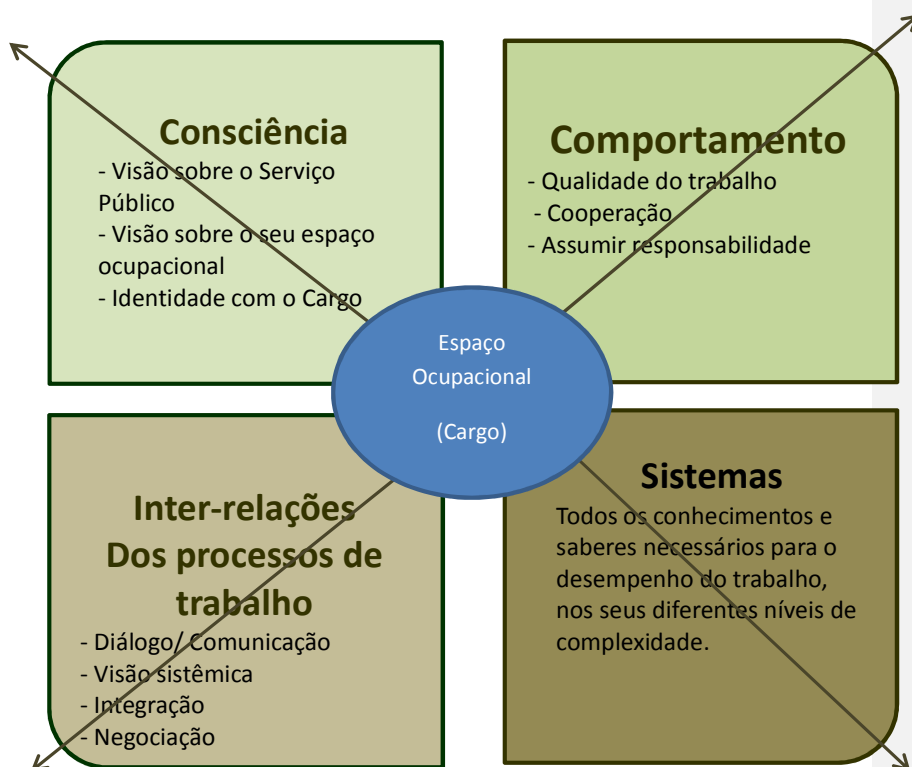 Consciência
- Visão sobre o Serviço
Público
- Visão sobre o seu espaço
ocupacional
- Identidade com o Cargo
Comportamento
- Qualidade do trabalho
- Cooperação
- Assumir responsabilidade
Espaço
Ocupacional
(Cargo)
Inter-relações
Dos processos de
trabalho
- Diálogo/ Comunicação
- Visão sistêmica
- Integração
- Negociação
Sistemas
Todos os conhecimentos e
saberes necessários para o
desempenho do trabalho,
nos seus diferentes níveis de
complexidade.